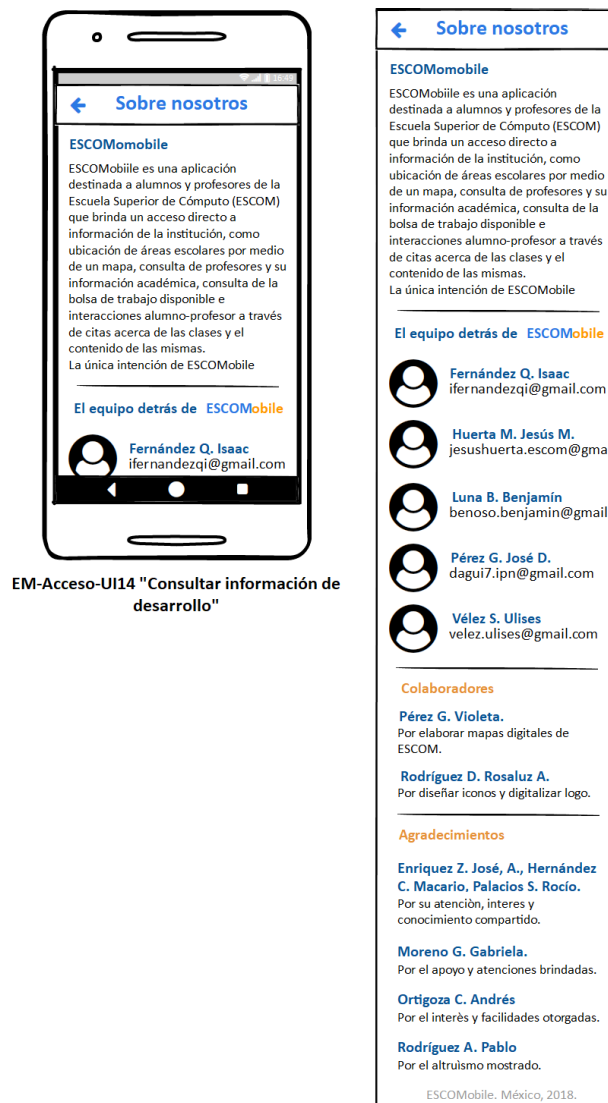 16:49
Sobre nosotros
ESCOMomobile
ESCOMobiile es una aplicación
destinada a alumnos y profesores de la
Escuela Superior de Cómputo (ESCOM)
que brinda un acceso directo a
información de la institución, como
ubicación de áreas escolares por medio
de un mapa, consulta de profesores y su
información académica, consulta de la
bolsa de trabajo disponible e
interacciones alumno-profesor a través
de citas acerca de las clases y el
contenido de las mismas.
La única intención de ESCOMobile
El equipo detrás de ESCOMobile
Fernández Q. Isaac
ifernandezqi@gmail.com
EM-Acceso-UI14 "Consultar información de
desarrollo"
Sobre nosotros
ESCOMomobile
ESCOMobiile es una aplicación
destinada a alumnos y profesores de la
Escuela Superior de Cómputo (ESCOM)
que brinda un acceso directo a
información de la institución, como
ubicación de áreas escolares por medio
de un mapa, consulta de profesores y su
información académica, consulta de la
bolsa de trabajo disponible e
interacciones alumno-profesor a través
de citas acerca de las clases y el
contenido de las mismas.
La única intención de ESCOMobile
El equipo detrás de ESCOMobile
Fernández Q. Isaac
ifernandezqi@gmail.com
Huerta M. Jesús M.
jesushuerta.escom@gma
Luna B. Benjamín
benoso.benjamin@gmail
Pérez G. José D.
dagui7.ipn@gmail.com
Vélez S. Ulises
velez.ulises@gmail.com
Colaboradores
Pérez G. Violeta.
Por elaborar mapas digitales de
ESCOM.
Rodríguez D. Rosaluz A.
Por diseñar iconos y digitalizar logo.
Agradecimientos
Enriquez Z. José, A., Hernández
C. Macario, Palacios S. Rocío.
Por su atenciòn, interes y
conocimiento compartido.
Moreno G. Gabriela.
Por el apoyo y atenciones brindadas.
Ortigoza C. Andrés
Por el interès y facilidades otorgadas.
Rodríguez A. Pablo
Por el altruìsmo mostrado.
ESCOMobile. México, 2018.